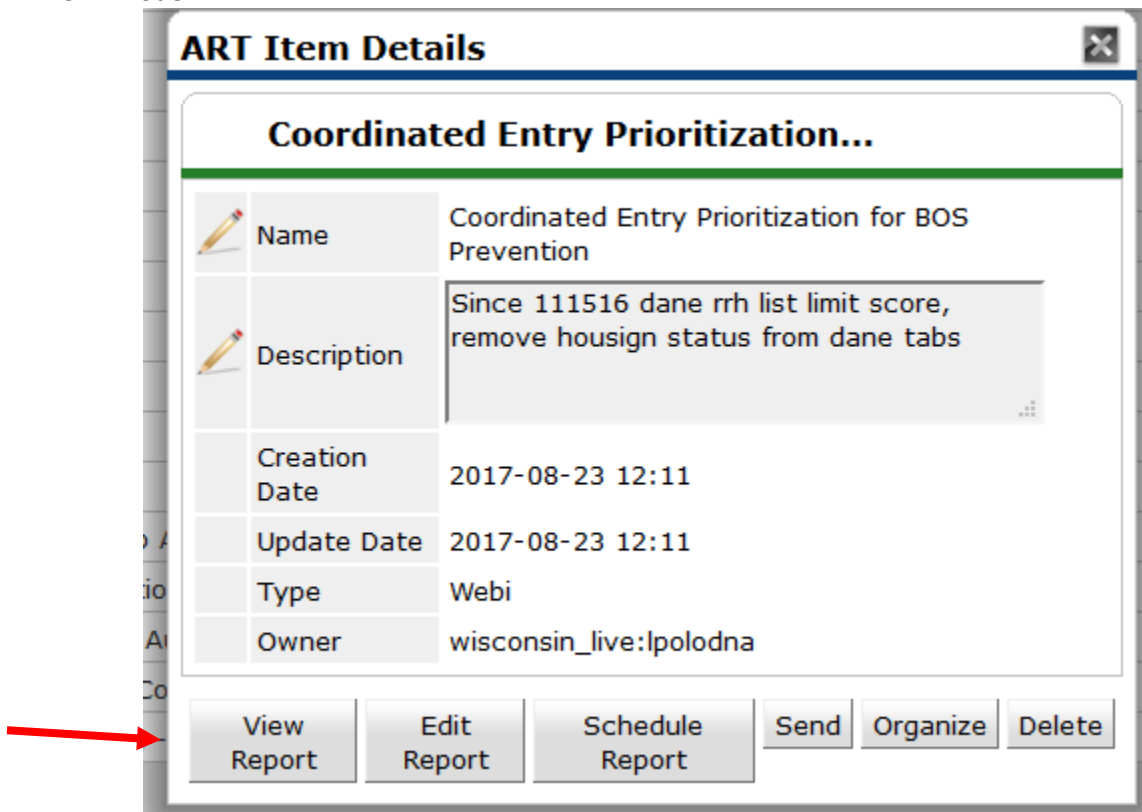 ART Item Details
Coordinated Entry Prioritization...
Name
Coordinated Entry Prioritization for BOS
Prevention
Description
Since 111516 dane rrh list limit score,
remove housign status from dane tabs
Creation
Date
2017-08-23 12:11
Update Date
2017-08-23 12:11
Type
Webi
Owner
wisconsin_live:lpolodna
View
Report
Edit
Report
Schedule
Report
Send
Organize
Delete